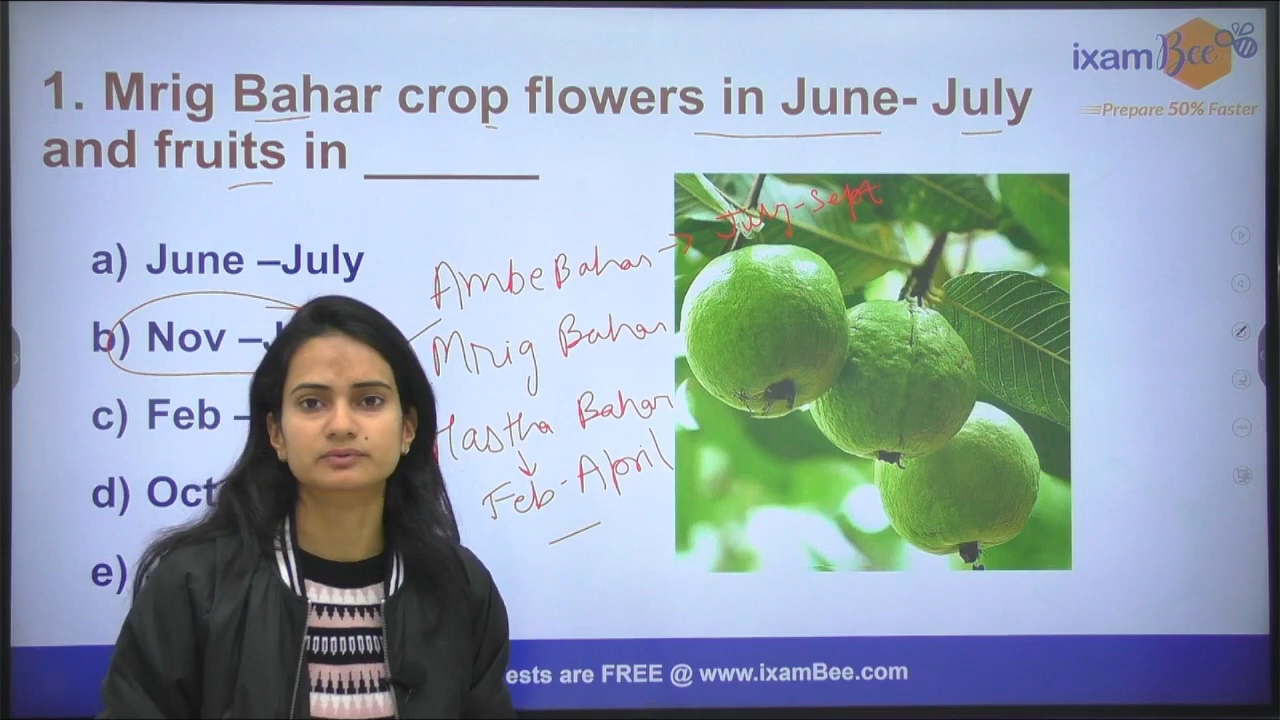 ixamBee
Prepare 50% Faster
1. Mrig Bahar crop flowers in June- July
and fruits in ________
a) June –July
b) Nov –J
c) Feb –
d) Oct
e)
Ambe Bahar → July-Sept
Mrig Bahar
Hastha Bahar
↓
Feb-April
ests are FREE @ www.ixamBee.com